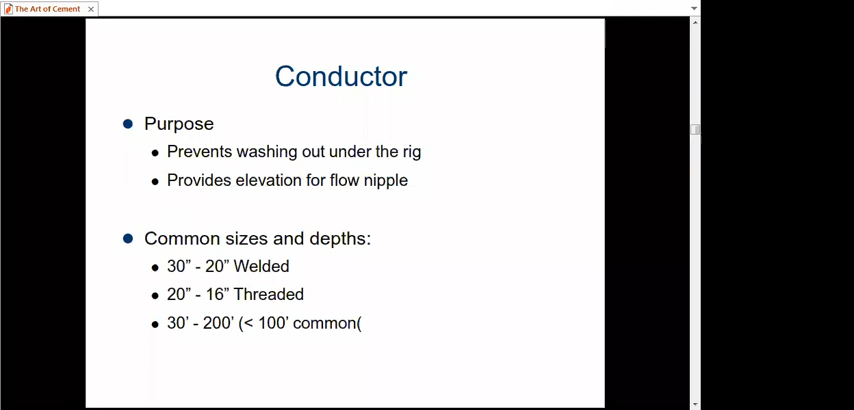 The Art of Cement
Conductor
Purpose
Prevents washing out under the rig
Provides elevation for flow nipple
Common sizes and depths:
30” - 20” Welded
20” - 16” Threaded
30’ - 200’ (< 100’ common(